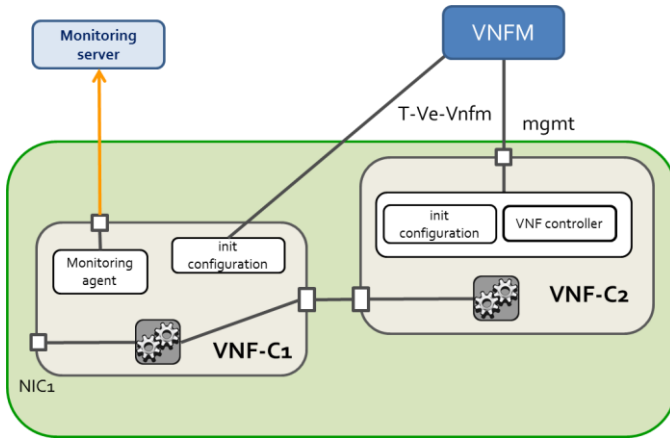 Monitoring
server
VNFM
T-Ve-Vnfm
mgmt
init
configuration
VNF controller
Monitoring
agent
init
configuration
VNF-C2
VNF-C1
NIC1